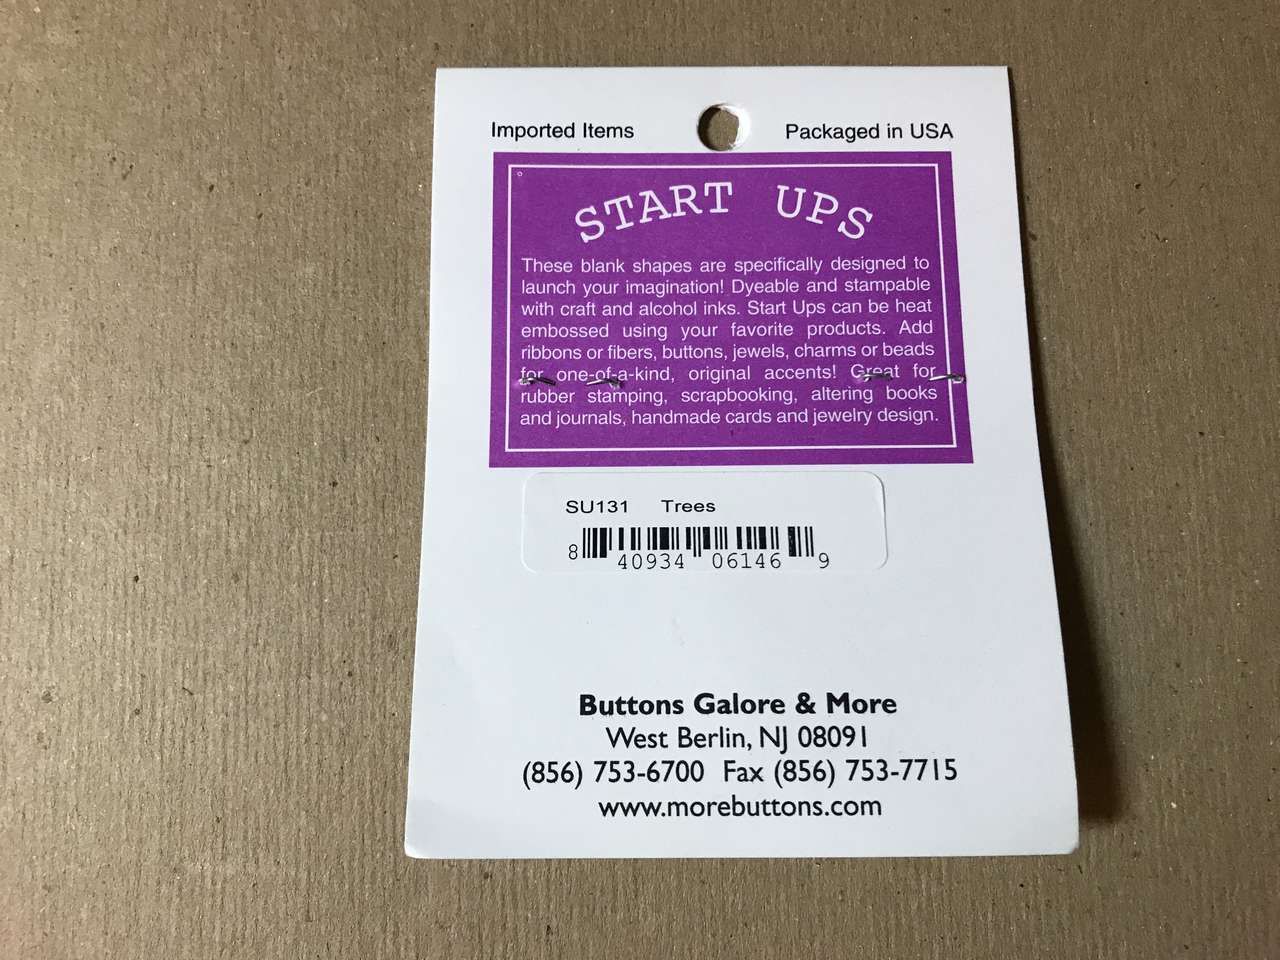 Imported Items Packaged in USA
START UPS
These blank shapes are specifically designed to
launch your imagination! Dyeable and stampable
with craft and alcohol inks. Start Ups can be heat
embossed using your favorite products. Add
ribbons or fibers, buttons, jewels, charms or beads
for one-of-a-kind, original accents! Great for
rubber stamping, scrapbooking, altering books
and journals, handmade cards and jewelry design.
SU131 Trees
8 40934 06146 9
Buttons Galore & More
West Berlin, NJ 08091
(856) 753-6700 Fax (856) 753-7715
www.morebuttons.com